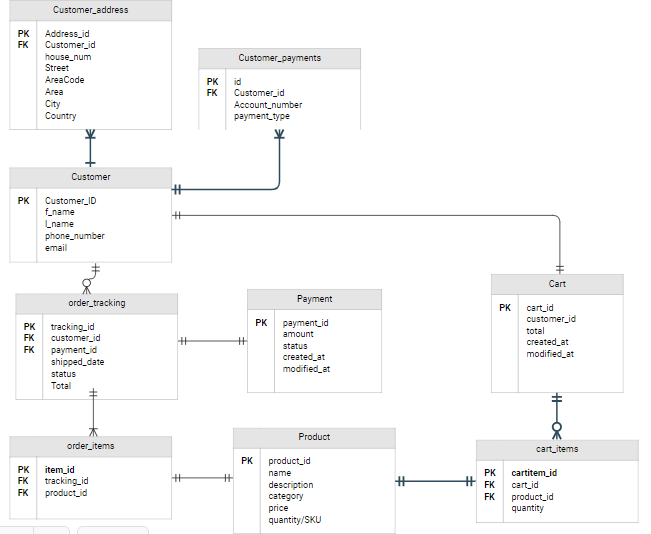 Customer_address
PK Address_id
FK Customer_id
house_num
Street
AreaCode
Area
City
Country
Customer_payments
PK id
FK Customer_id
Account_number
payment_type
Customer
PK Customer_ID
f_name
l_name
phone_number
email
order_tracking
PK tracking_id
FK customer_id
FK payment_id
shipped_date
status
Total
Payment
PK payment_id
amount
status
created_at
modified_at
Cart
PK cart_id
customer_id
total
created_at
modified_at
order_items
PK item_id
FK tracking_id
FK product_id
Product
PK product_id
name
description
category
price
quantity/SKU
cart_items
PK cartitem_id
FK cart_id
FK product_id
quantity